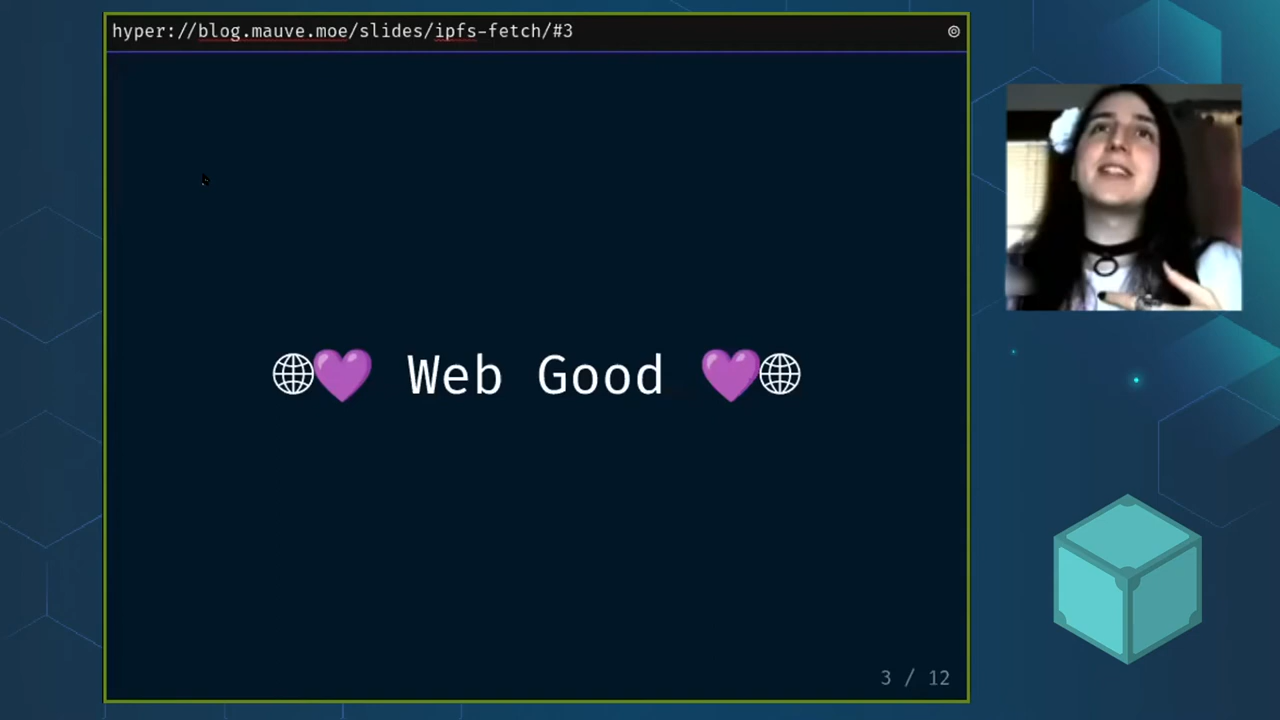 hyper://blog.mauve.moe/slides/ipfs-fetch/#3
🌐💜 Web Good 💜🌐
3 / 12